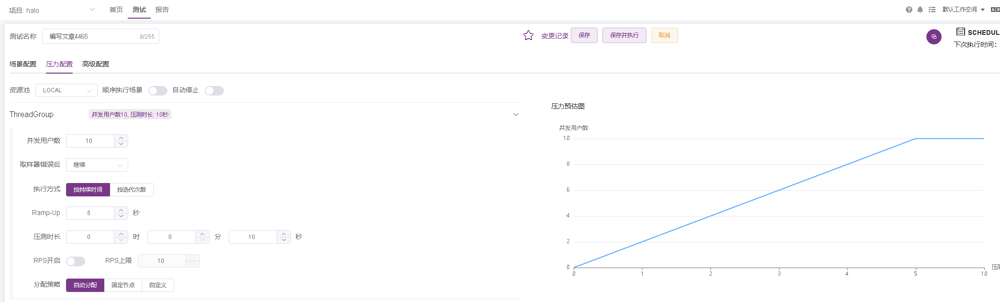 项目: halo
首页 测试 报告
默认工作空间
测试名称 编写文章4465 8/255
变更记录 保存 保存并执行 取消
SCHEDUL
下次执行时间：
场景配置 压力配置 高级配置
资源池 LOCAL 顺序执行场景 自动停止
ThreadGroup 并发用户数10, 压测时长: 10秒
并发用户数 10
取样器错误后 继续
执行方式 按持续时间 按迭代次数
Ramp-Up 5 秒
压测时长 0 时 0 分 10 秒
RPS开启 RPS上限 10
分配策略 自动分配 固定节点 自定义
压力预估图
并发用户数
10
8
6
4
2
0
0 1 2 3 4 5 10
压